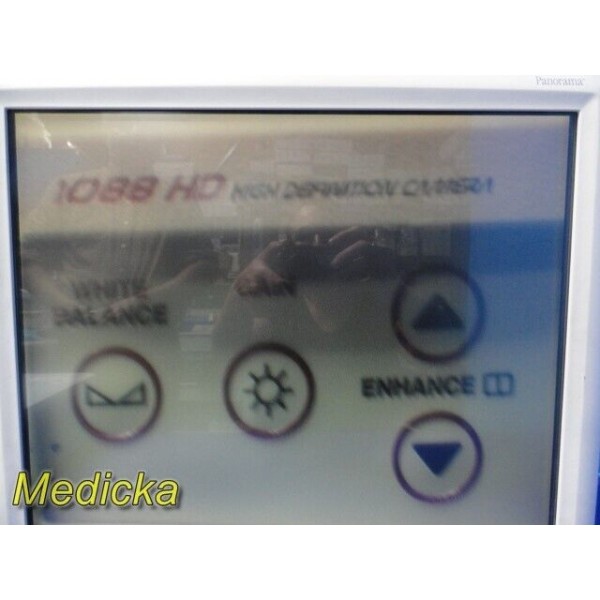 Panorama
1088 HD HIGH DEFINITION CAMERA
WHITE
BALANCE
GAIN
ENHANCE
Medicka